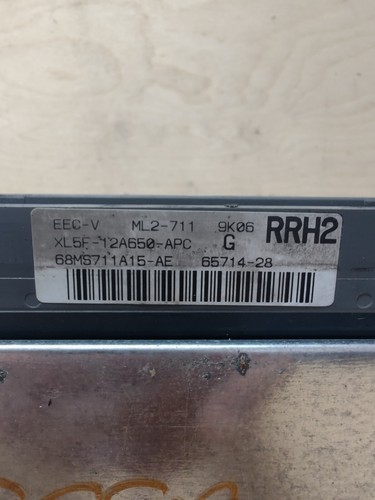 EEC-V ML2-711 9K06 RRH2
XL5F-12A650-APC G
68MS711A15-AE 65714-28